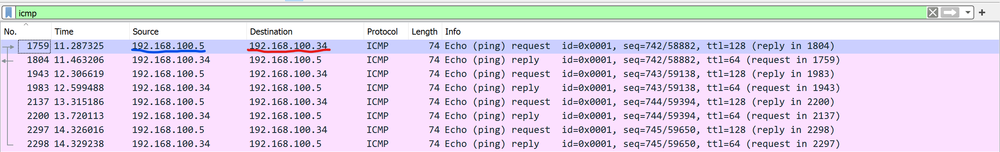 icmp
No. Time Source Destination Protocol Length Info
1759 11.287325 192.168.100.5 192.168.100.34 ICMP 74 Echo (ping) request id=0x0001, seq=742/58882, ttl=128 (reply in 1804)
1804 11.463206 192.168.100.34 192.168.100.5 ICMP 74 Echo (ping) reply id=0x0001, seq=742/58882, ttl=64 (request in 1759)
1943 12.306619 192.168.100.5 192.168.100.34 ICMP 74 Echo (ping) request id=0x0001, seq=743/59138, ttl=128 (reply in 1983)
1983 12.599488 192.168.100.34 192.168.100.5 ICMP 74 Echo (ping) reply id=0x0001, seq=743/59138, ttl=64 (request in 1943)
2137 13.315186 192.168.100.5 192.168.100.34 ICMP 74 Echo (ping) request id=0x0001, seq=744/59394, ttl=128 (reply in 2200)
2200 13.720113 192.168.100.34 192.168.100.5 ICMP 74 Echo (ping) reply id=0x0001, seq=744/59394, ttl=64 (request in 2137)
2297 14.326016 192.168.100.5 192.168.100.34 ICMP 74 Echo (ping) request id=0x0001, seq=745/59650, ttl=128 (reply in 2298)
2298 14.329238 192.168.100.34 192.168.100.5 ICMP 74 Echo (ping) reply id=0x0001, seq=745/59650, ttl=64 (request in 2297)